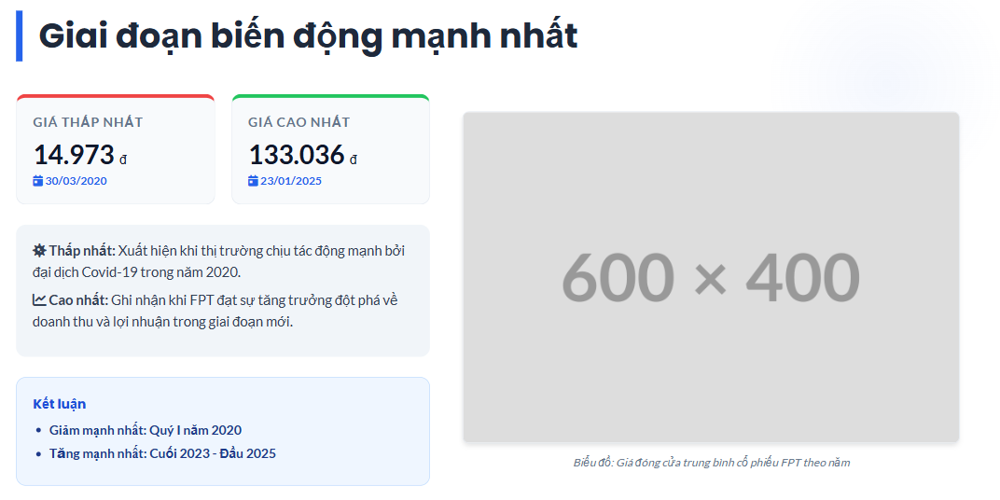 Giai đoạn biến động mạnh nhất
GIÁ THẤP NHẤT
14.973 đ
30/03/2020
GIÁ CAO NHẤT
133.036 đ
23/01/2025
Thấp nhất: Xuất hiện khi thị trường chịu tác động mạnh bởi
đại dịch Covid-19 trong năm 2020.
Cao nhất: Ghi nhận khi FPT đạt sự tăng trưởng đột phá về
doanh thu và lợi nhuận trong giai đoạn mới.
Kết luận
• Giảm mạnh nhất: Quý I năm 2020
• Tăng mạnh nhất: Cuối 2023 - Đầu 2025
600 × 400
Biểu đồ: Giá đóng cửa trung bình cổ phiếu FPT theo năm